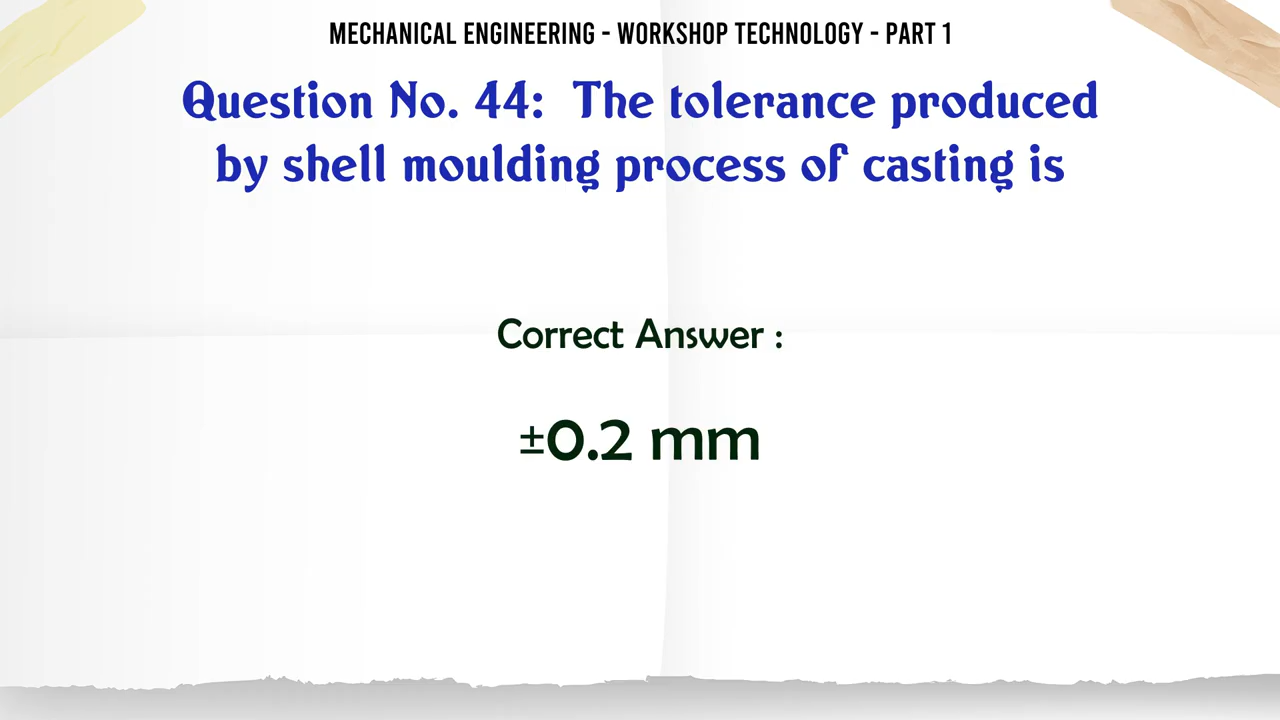 MECHANICAL ENGINEERING - WORKSHOP TECHNOLOGY - PART 1
Question No. 44: The tolerance produced
by shell moulding process of casting is
Correct Answer :
±0.2 mm